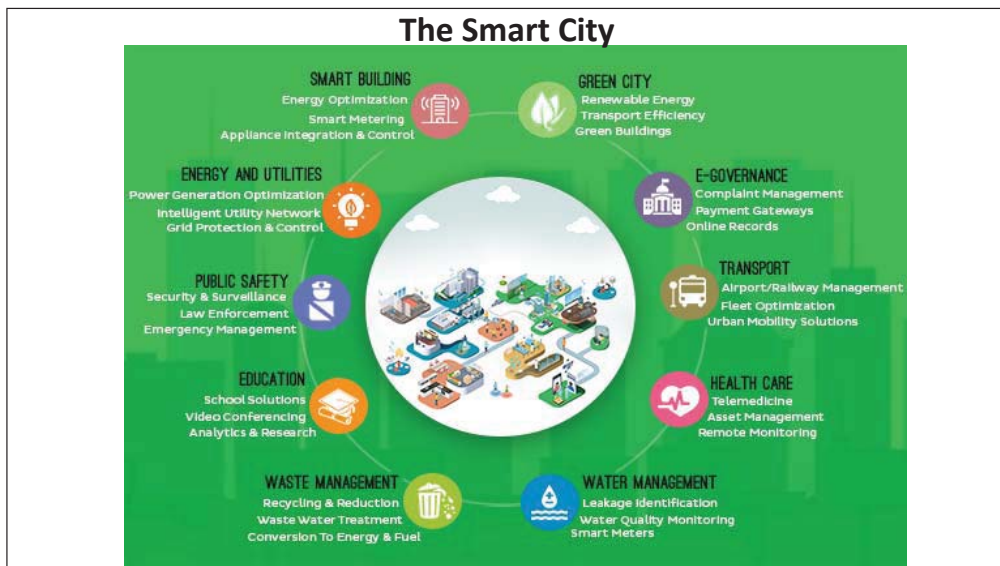 The Smart City
SMART BUILDING
Energy Optimization
Smart Metering
Appliance Integration & Control
GREEN CITY
Renewable Energy
Transport Efficiency
Green Buildings
ENERGY AND UTILITIES
Power Generation Optimization
Intelligent Utility Network
Grid Protection & Control
E-GOVERNANCE
Complaint Management
Payment Gateways
Online Records
PUBLIC SAFETY
Security & Surveillance
Law Enforcement
Emergency Management
TRANSPORT
Airport/Railway Management
Fleet Optimization
Urban Mobility Solutions
EDUCATION
School Solutions
Video Conferencing
Analytics & Research
HEALTH CARE
Telemedicine
Asset Management
Remote Monitoring
WASTE MANAGEMENT
Recycling & Reduction
Waste Water Treatment
Conversion To Energy & Fuel
WATER MANAGEMENT
Leakage Identification
Water Quality Monitoring
Smart Meters